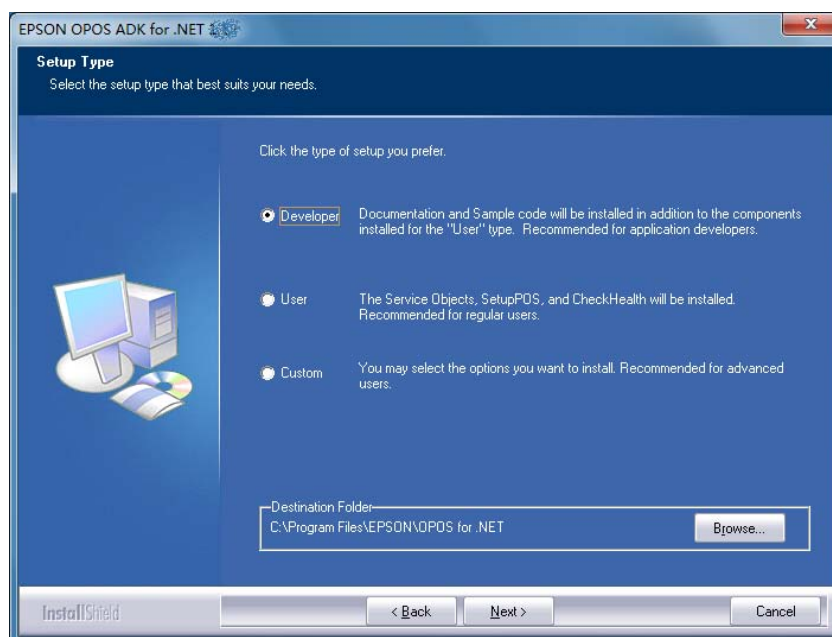 EPSON OPOS ADK for .NET
Setup Type
Select the setup type that best suits your needs.
Click the type of setup you prefer.
Developer
Documentation and Sample code will be installed in addition to the components
installed for the "User" type. Recommended for application developers.
User
The Service Objects, SetupPOS, and CheckHealth will be installed.
Recommended for regular users.
Custom
You may select the options you want to install. Recommended for advanced
users.
Destination Folder
C:\Program Files\EPSON\OPOS for .NET
Browse...
InstallShield
< Back
Next >
Cancel